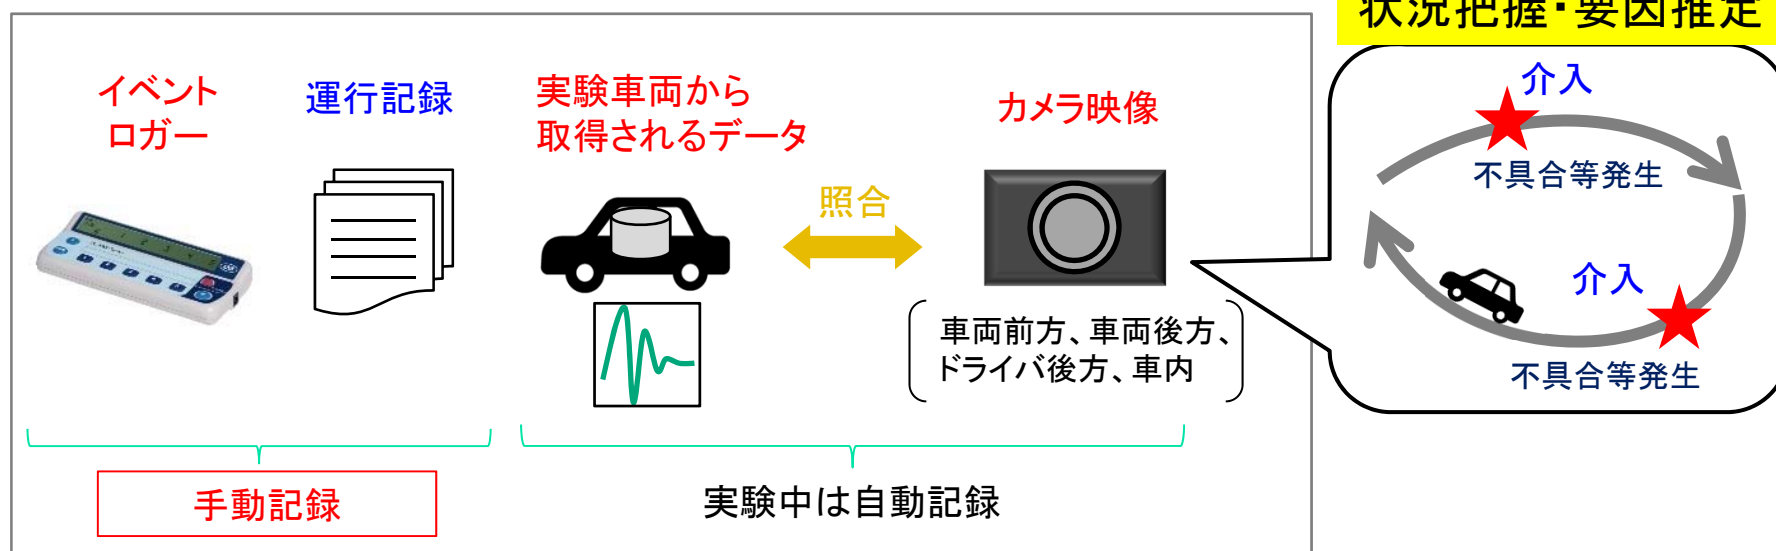 状況把握・要因推定
イベント
ロガー
運行記録
実験車両から
取得されるデータ
カメラ映像
照合
車両前方、車両後方、
ドライバ後方、車内
介入
不具合等発生
介入
不具合等発生
手動記録
実験中は自動記録